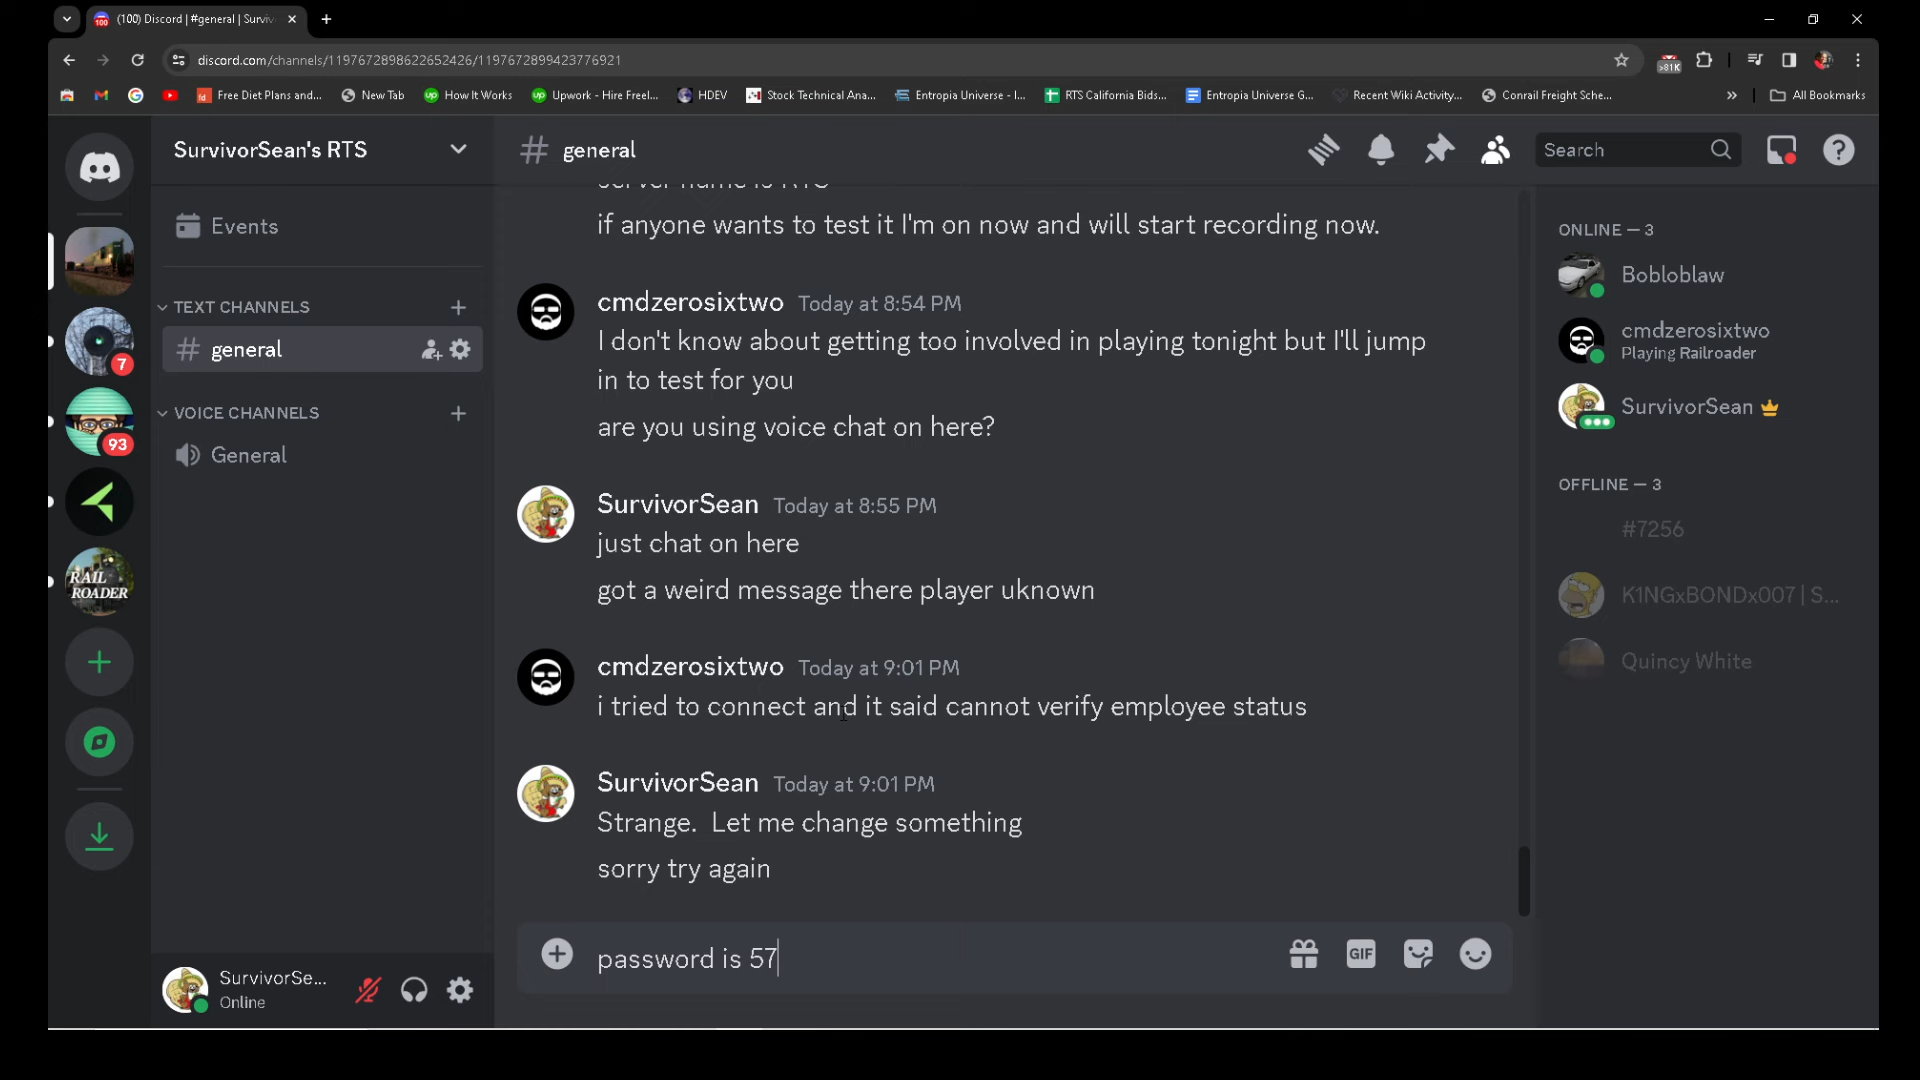 (100) Discord | #general | Surviv
discord.com/channels/1197672898622652426/1197672899423776921
>81K
Free Diet Plans and...
New Tab
How It Works
Upwork - Hire Freel...
HDEV
Stock Technical Ana...
Entropia Universe - I...
RTS California Bids...
Entropia Universe G...
Recent Wiki Activity...
Conrail Freight Sche...
»
All Bookmarks
SurvivorSean's RTS
general
Search
Events
TEXT CHANNELS
general
VOICE CHANNELS
General
7
93
RAIL
ROADER
server name is RTS
if anyone wants to test it I'm on now and will start recording now.
cmdzerosixtwo Today at 8:54 PM
I don't know about getting too involved in playing tonight but I'll jump
in to test for you
are you using voice chat on here?
SurvivorSean Today at 8:55 PM
just chat on here
got a weird message there player uknown
cmdzerosixtwo Today at 9:01 PM
i tried to connect and it said cannot verify employee status
SurvivorSean Today at 9:01 PM
Strange. Let me change something
sorry try again
password is 57
GIF
SurvivorSe...
Online
ONLINE — 3
Bobloblaw
cmdzerosixtwo
Playing Railroader
SurvivorSean
OFFLINE — 3
#7256
K1NGxBONDx007 | S...
Quincy White